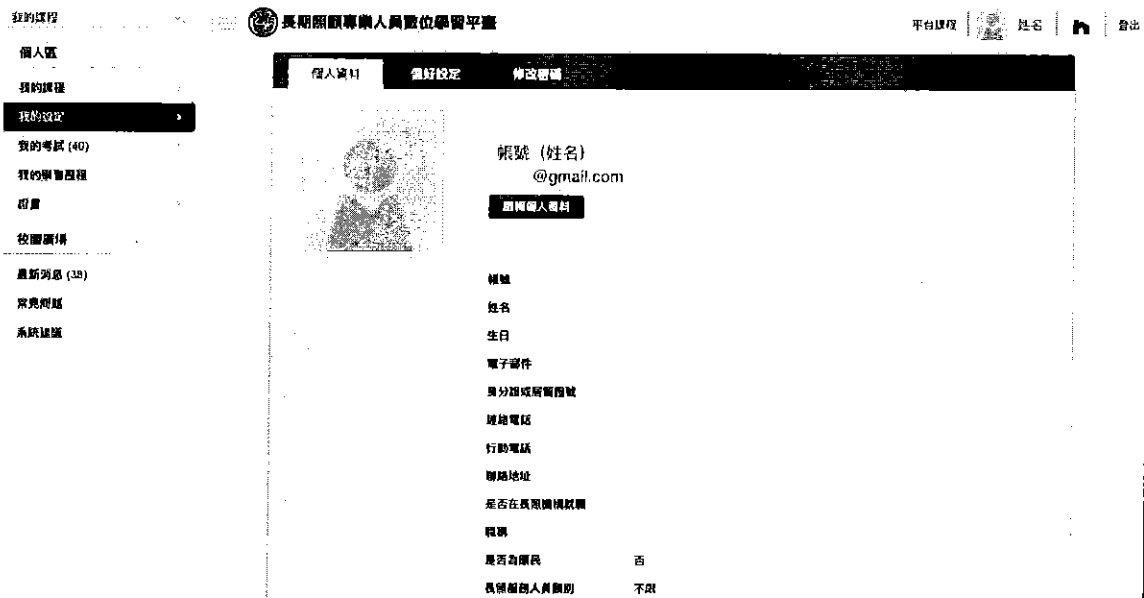 我的課程
個人區
我的課程
我的設定
我的考試 (40)
我的學習歷程
校園廣場
最新消息 (38)
常見問題
系統建議
長期照顧專業人員數位學習平臺
平台課程
姓名
登出
個人資料
偏好設定
修改密碼
帳號 (姓名)
@gmail.com
編輯個人資料
帳號
姓名
生日
電子郵件
身分證或居留證號
連絡電話
行動電話
聯絡地址
是否在長照機構就職
職稱
是否為原民 否
長照服務人員類別 不限